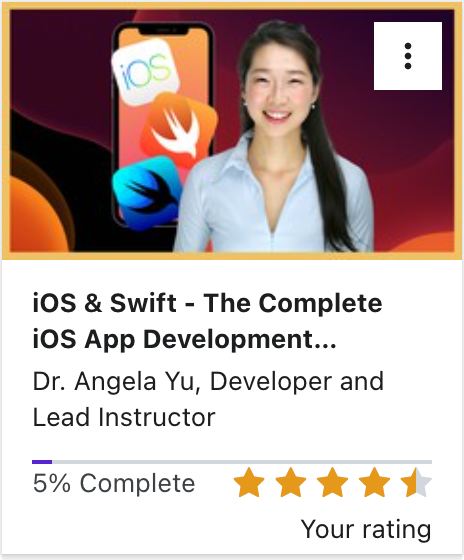 iOS
iOS & Swift - The Complete
iOS App Development...
Dr. Angela Yu, Developer and
Lead Instructor
5% Complete
Your rating